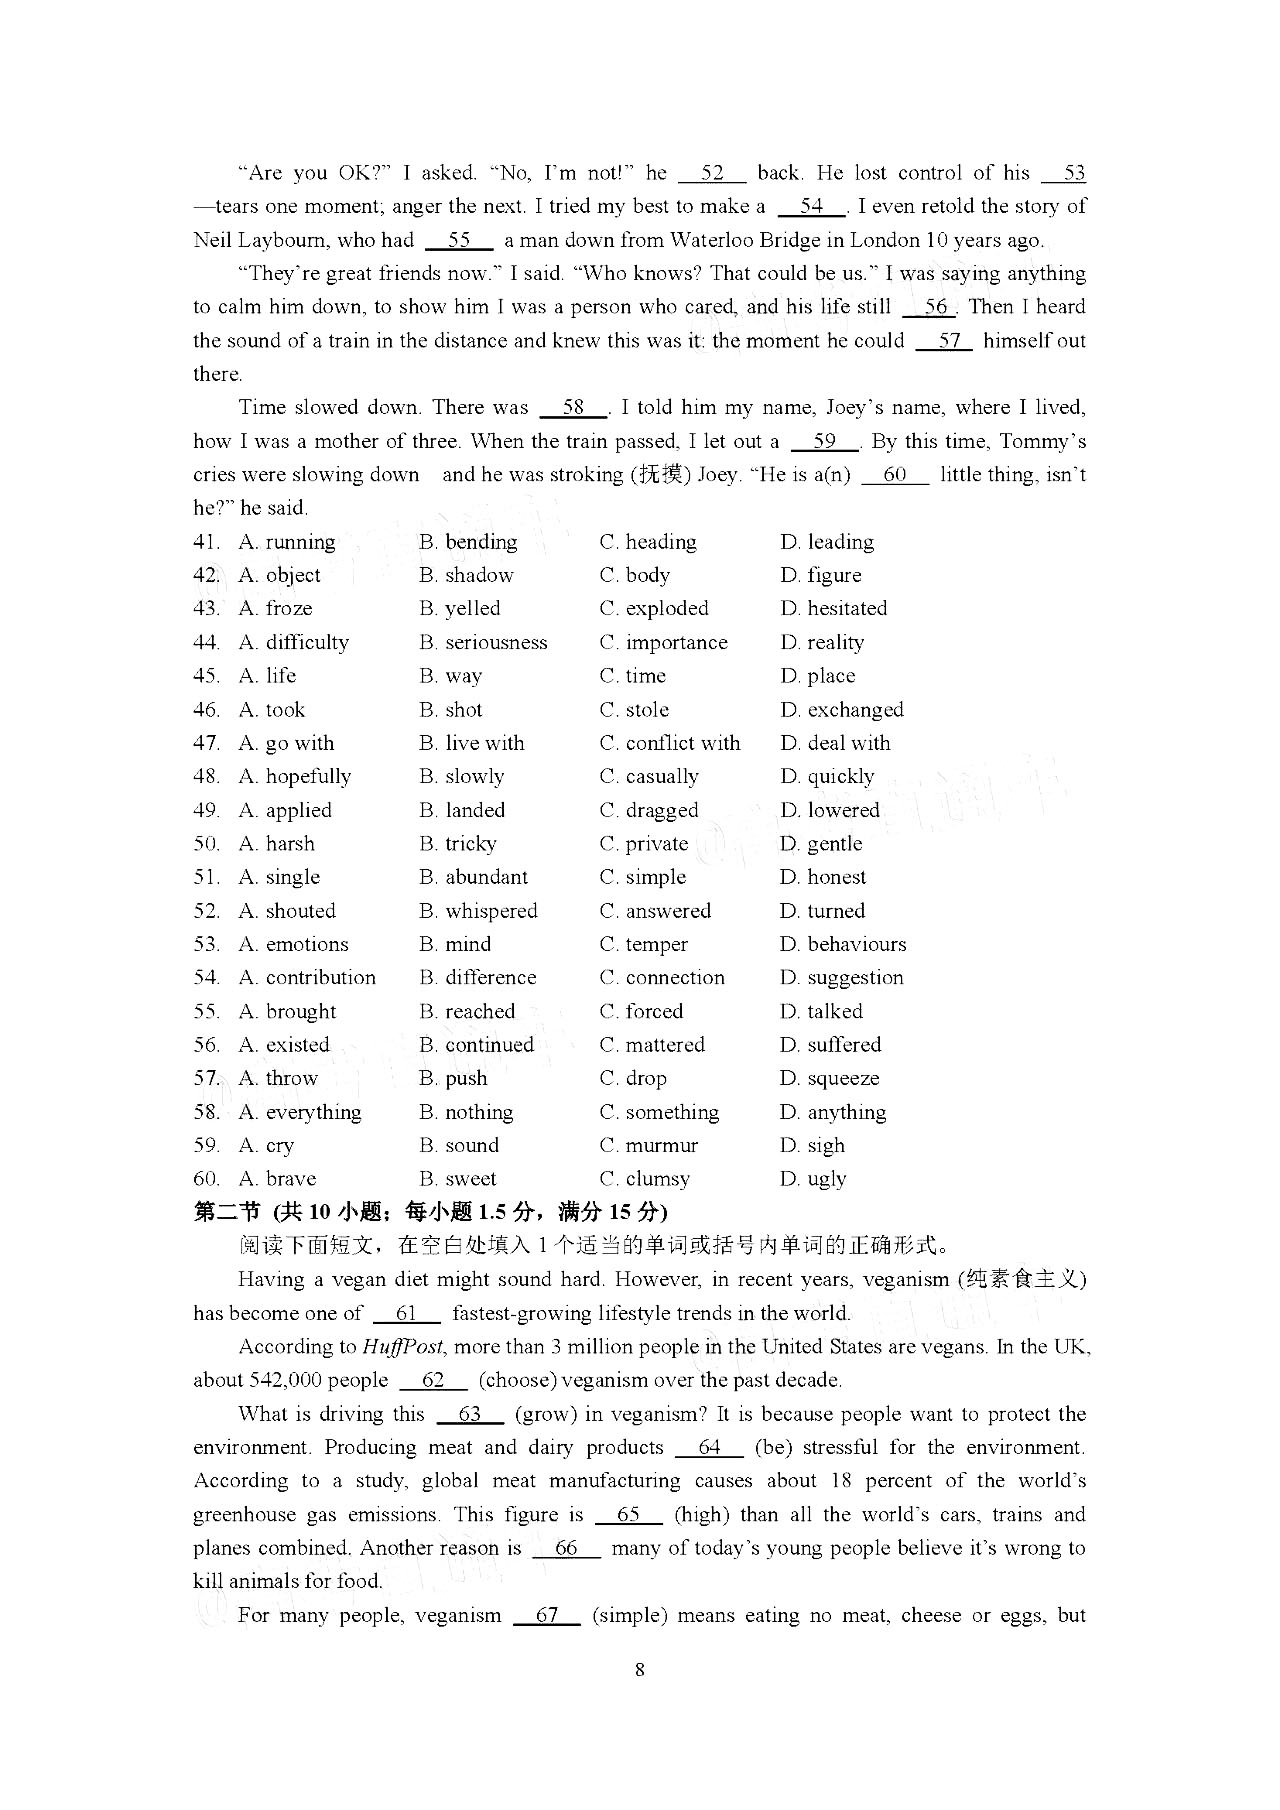 “Are you OK?” I asked. “No, I’m not!” he 52 back. He lost control of his 53
—tears one moment; anger the next. I tried my best to make a 54 . I even retold the story of
Neil Laybourn, who had 55 a man down from Waterloo Bridge in London 10 years ago.
“They’re great friends now.” I said. “Who knows? That could be us.” I was saying anything
to calm him down, to show him I was a person who cared, and his life still 56 . Then I heard
the sound of a train in the distance and knew this was it: the moment he could 57 himself out
there.
Time slowed down. There was 58 . I told him my name, Joey’s name, where I lived,
how I was a mother of three. When the train passed, I let out a 59 . By this time, Tommy’s
cries were slowing down and he was stroking (抚摸) Joey. “He is a(n) 60 little thing, isn’t
he?” he said.
41. A. running B. bending C. heading D. leading
42. A. object B. shadow C. body D. figure
43. A. froze B. yelled C. exploded D. hesitated
44. A. difficulty B. seriousness C. importance D. reality
45. A. life B. way C. time D. place
46. A. took B. shot C. stole D. exchanged
47. A. go with B. live with C. conflict with D. deal with
48. A. hopefully B. slowly C. casually D. quickly
49. A. applied B. landed C. dragged D. lowered
50. A. harsh B. tricky C. private D. gentle
51. A. single B. abundant C. simple D. honest
52. A. shouted B. whispered C. answered D. turned
53. A. emotions B. mind C. temper D. behaviours
54. A. contribution B. difference C. connection D. suggestion
55. A. brought B. reached C. forced D. talked
56. A. existed B. continued C. mattered D. suffered
57. A. throw B. push C. drop D. squeeze
58. A. everything B. nothing C. something D. anything
59. A. cry B. sound C. murmur D. sigh
60. A. brave B. sweet C. clumsy D. ugly
第二节 (共 10 小题；每小题 1.5 分，满分 15 分)
阅读下面短文，在空白处填入 1 个适当的单词或括号内单词的正确形式。
Having a vegan diet might sound hard. However, in recent years, veganism (纯素食主义)
has become one of 61 fastest-growing lifestyle trends in the world.
According to HuffPost, more than 3 million people in the United States are vegans. In the UK,
about 542,000 people 62 (choose) veganism over the past decade.
What is driving this 63 (grow) in veganism? It is because people want to protect the
environment. Producing meat and dairy products 64 (be) stressful for the environment.
According to a study, global meat manufacturing causes about 18 percent of the world’s
greenhouse gas emissions. This figure is 65 (high) than all the world’s cars, trains and
planes combined. Another reason is 66 many of today’s young people believe it’s wrong to
kill animals for food.
For many people, veganism 67 (simple) means eating no meat, cheese or eggs, but
8